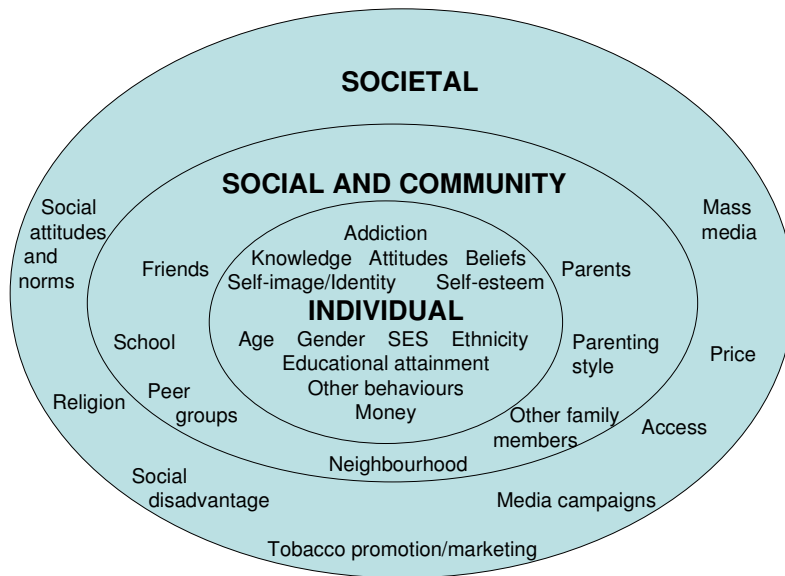 SOCIETAL
SOCIAL AND COMMUNITY
Social
attitudes
and
norms
Mass
media
Addiction
Friends
Knowledge Attitudes Beliefs
Parents
Self-image/Identity Self-esteem
INDIVIDUAL
School
Age Gender SES Ethnicity
Parenting
style
Price
Educational attainment
Religion
Peer
groups
Other behaviours
Money
Other family
members
Access
Neighbourhood
Social
disadvantage
Media campaigns
Tobacco promotion/marketing